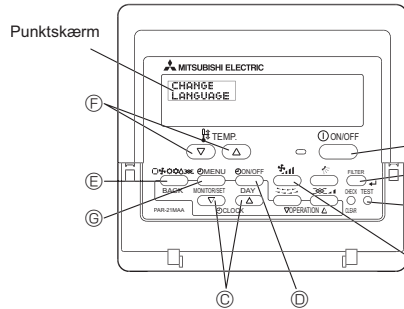 Punktskærm
MITSUBISHI ELECTRIC
CHANGE
LANGUAGE
TEMP.
ON/OFF
F
E
G
MENU
ON/OFF
FILTER
BACK
MONITOR/SET
DAY
CHECK TEST
PAR-21MAA
CLOCK
OPERATION
CLEAR
C
D